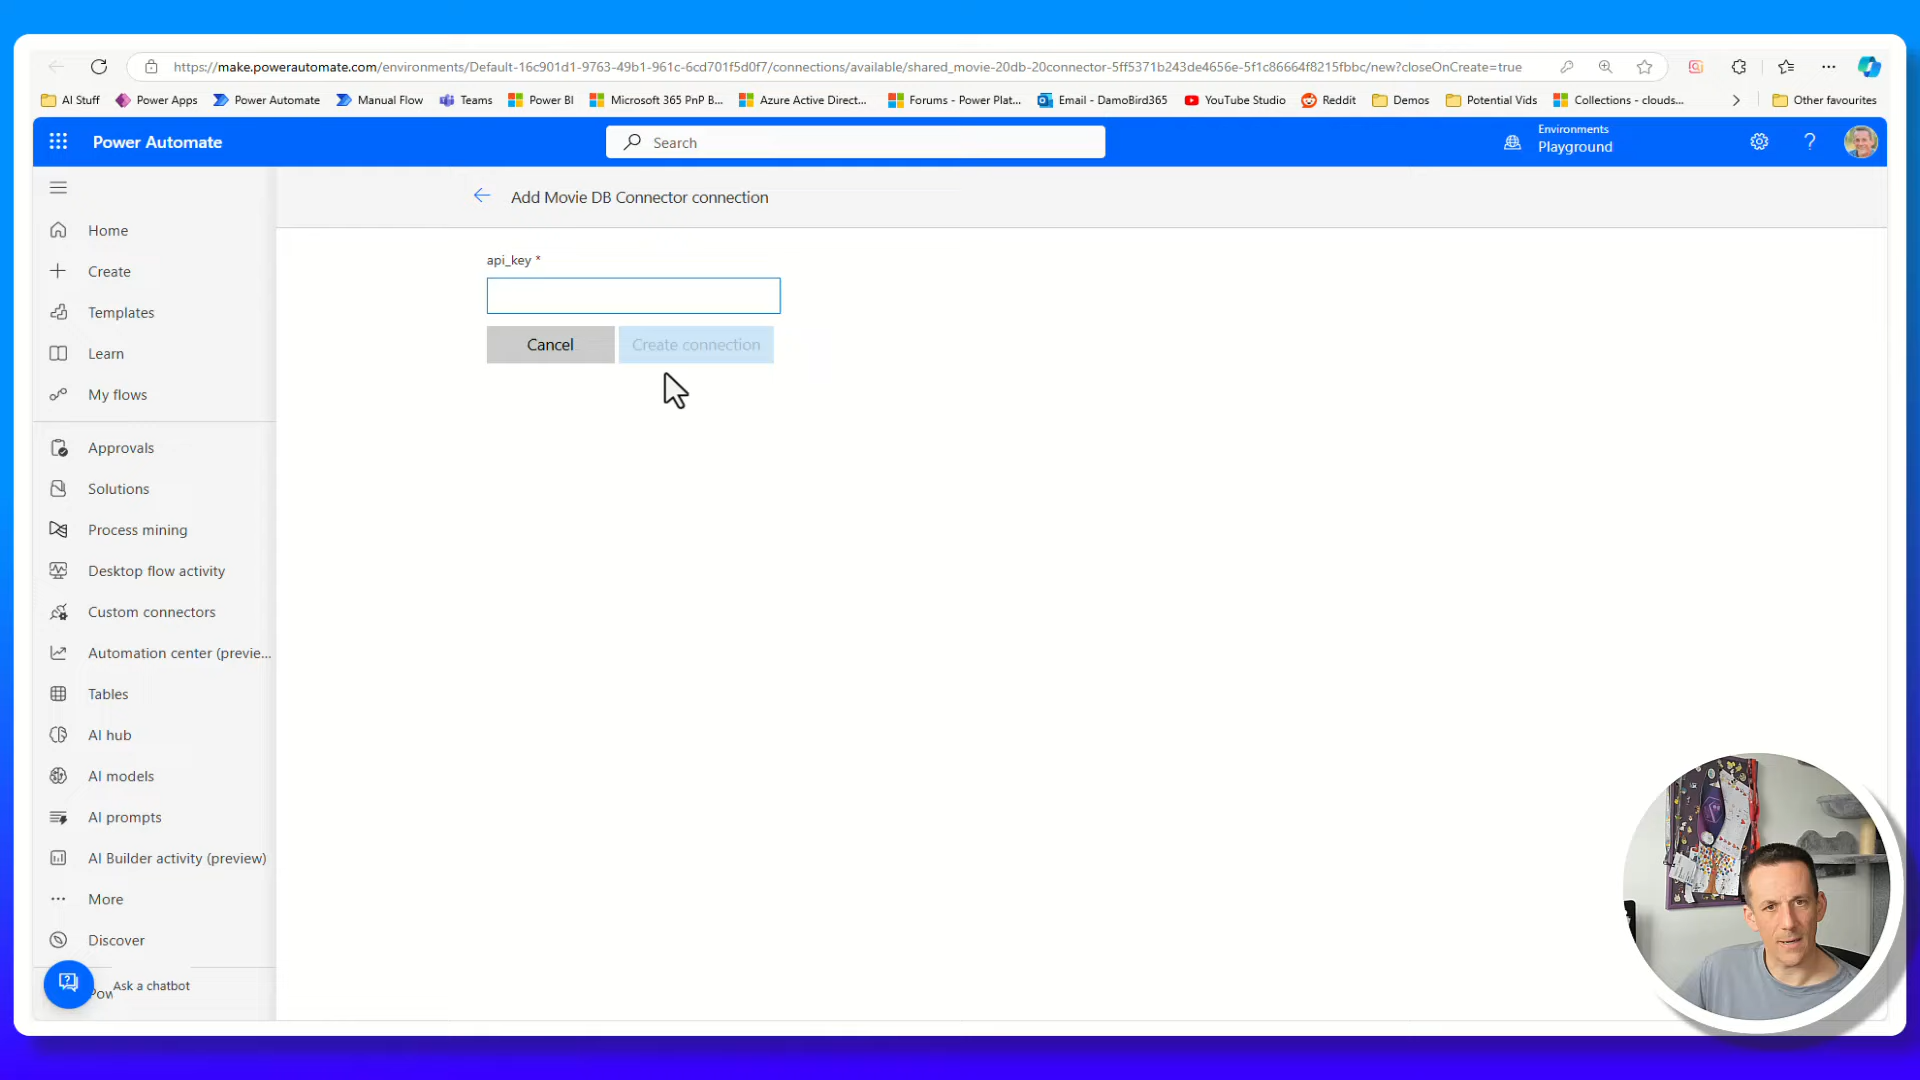 https://make.powerautomate.com/environments/Default-16c901d1-9763-49b1-961c-6cd701f5d0f7/connections/available/shared_movie-20db-20connector-5ff5371b243de4656e-5f1c86664f8215fbbc/new?closeOnCreate=true
AI Stuff Power Apps Power Automate Manual Flow Teams Power BI Microsoft 365 PnP B... Azure Active Direct... Forums - Power Plat... Email - DamoBird365 YouTube Studio Reddit Demos Potential Vids Collections - clouds... Other favourites
Power Automate
Search
Environments
Playground
Add Movie DB Connector connection
api_key *
Cancel
Create connection
Home
Create
Templates
Learn
My flows
Approvals
Solutions
Process mining
Desktop flow activity
Custom connectors
Automation center (previe...
Tables
AI hub
AI models
AI prompts
AI Builder activity (preview)
More
Discover
Ask a chatbot
Pow